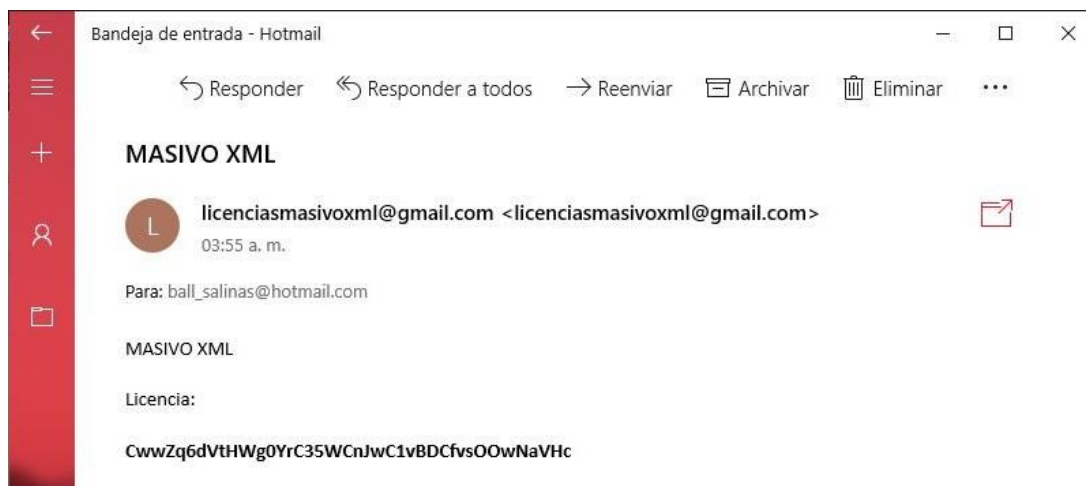 Bandeja de entrada - Hotmail
Responder Responder a todos Reenviar Archivar Eliminar
MASIVO XML
L
licenciasmasivoxml@gmail.com <licenciasmasivoxml@gmail.com>
03:55 a. m.
Para: ball_salinas@hotmail.com
MASIVO XML
Licencia:
CwwZq6dVtHWg0YrC35WCnJwC1vBDCfvsOOwNaVHc